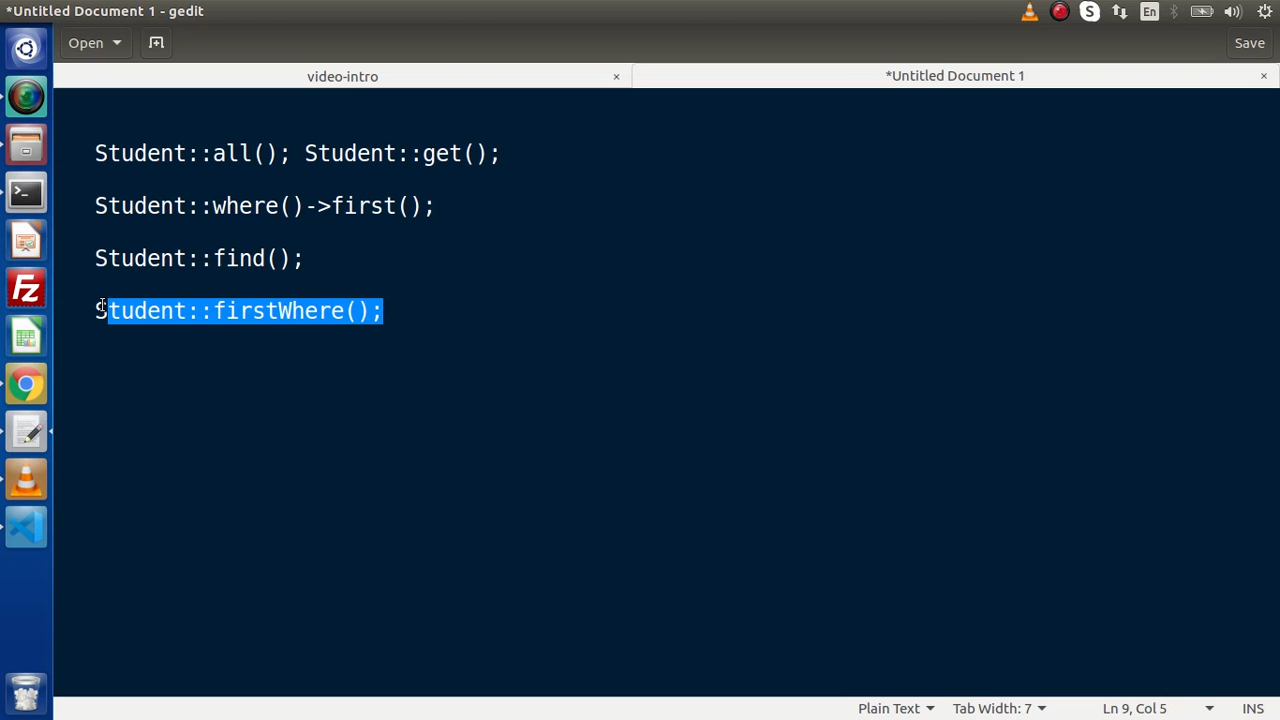 *Untitled Document 1 - gedit
En
Open
Save
video-intro
*Untitled Document 1
Student::all(); Student::get();
Student::where()->first();
Student::find();
Student::firstWhere();
Plain Text
Tab Width: 7
Ln 9, Col 5
INS